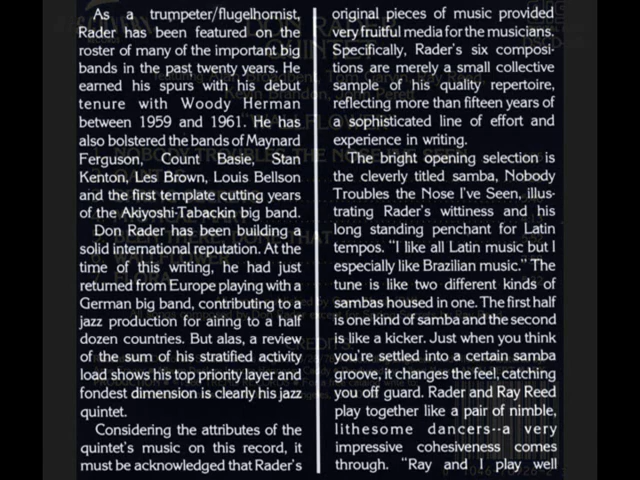 As a trumpeter/flugelhornist,
Rader has been featured on the
roster of many of the important big
bands in the past twenty years. He
earned his spurs with his debut
tenure with Woody Herman
between 1959 and 1961. He has
also bolstered the bands of Maynard
Ferguson, Count Basie, Stan
Kenton, Les Brown, Louis Bellson
and the first template cutting years
of the Akiyoshi-Tabackin big band.
Don Rader has been building a
solid international reputation. At the
time of this writing, he had just
returned from Europe playing with a
German big band, contributing to a
jazz production for airing to a half
dozen countries. But alas, a review
of the sum of his stratified activity
load shows his top priority layer and
fondest dimension is clearly his jazz
quintet.
Considering the attributes of the
quintet's music on this record, it
must be acknowledged that Rader's
original pieces of music provided
very fruitful media for the musicians.
Specifically, Rader's six composi-
tions are merely a small collective
sample of his quality repertoire,
reflecting more than fifteen years of
a sophisticated line of effort and
experience in writing.
The bright opening selection is
the cleverly titled samba, Nobody
Troubles the Nose I've Seen, illus-
trating Rader's wittiness and his
long standing penchant for Latin
tempos. "I like all Latin music but I
especially like Brazilian music." The
tune is like two different kinds of
sambas housed in one. The first half
is one kind of samba and the second
is like a kicker. Just when you think
you're settled into a certain samba
groove, it changes the feel, catching
you off guard. Rader and Ray Reed
play together like a pair of nimble,
lithesome dancers--a very
impressive cohesiveness comes
through. "Ray and I play well